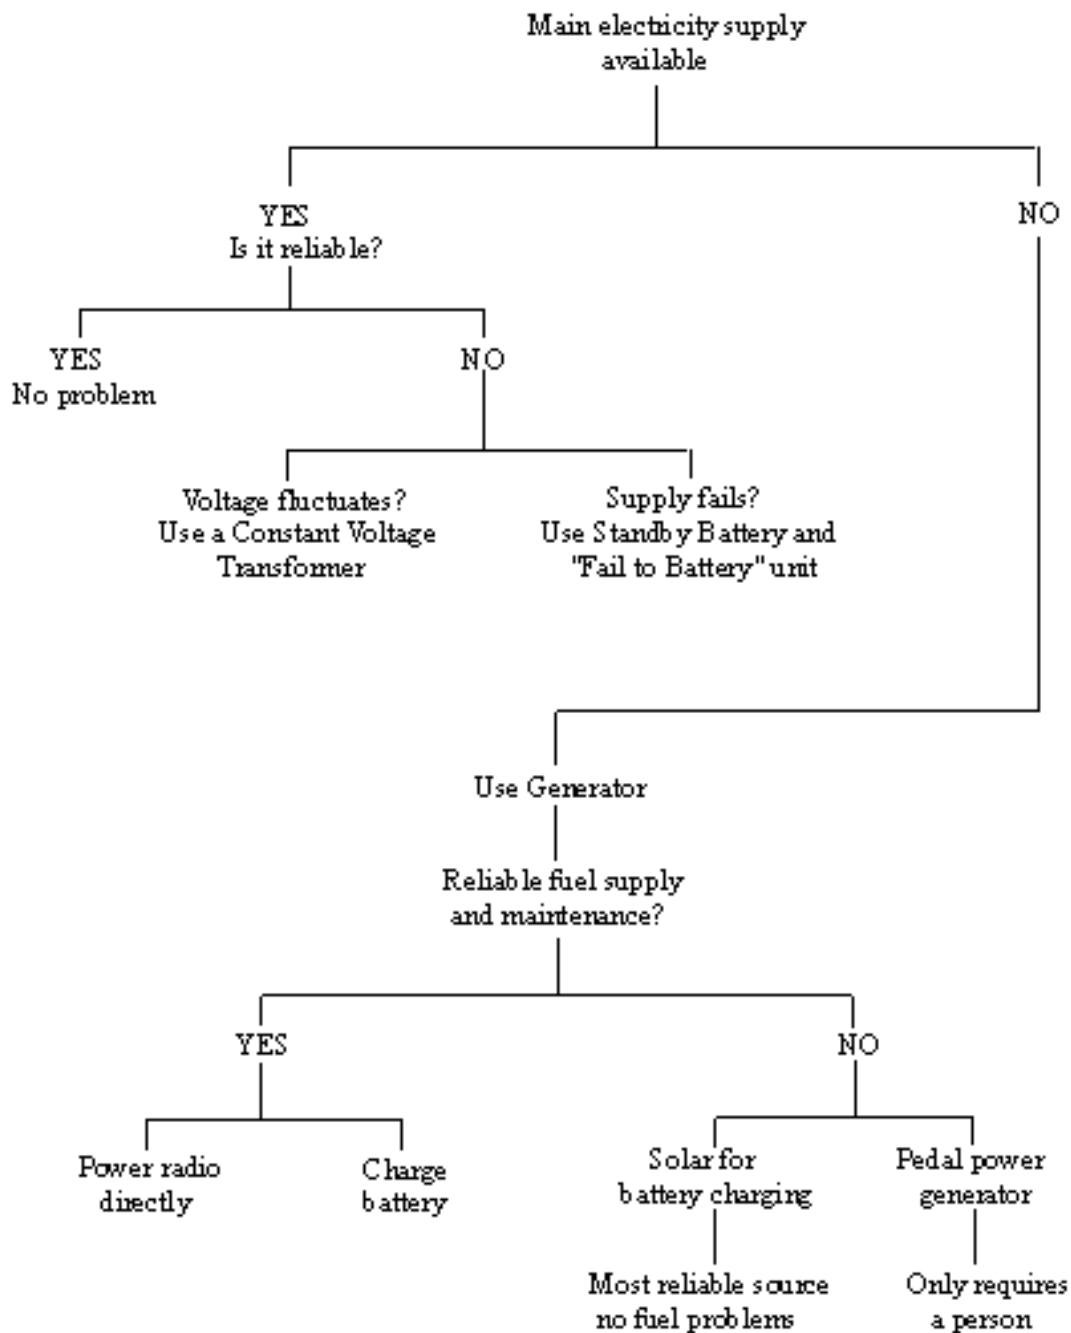 Main electricity supply
available
YES
Is it reliable?
NO
YES
No problem
NO
Voltage fluctuates?
Use a Constant Voltage
Transformer
Supply fails?
Use Standby Battery and
"Fail to Battery" unit
Use Generator
Reliable fuel supply
and maintenance?
YES
NO
Power radio
directly
Charge
battery
Solar for
battery charging
Pedal power
generator
Most reliable source
no fuel problems
Only requires
a person